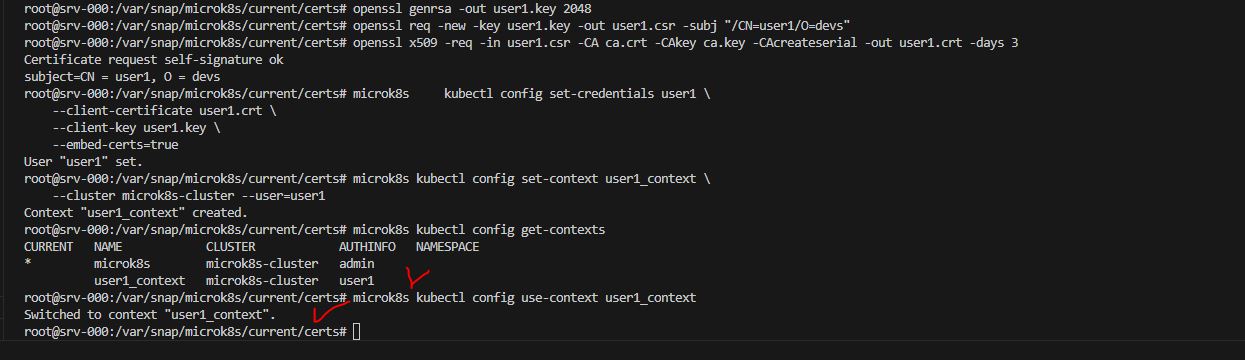 root@srv-000:/var/snap/microk8s/current/certs# openssl genrsa -out user1.key 2048
root@srv-000:/var/snap/microk8s/current/certs# openssl req -new -key user1.key -out user1.csr -subj "/CN=user1/O=devs"
root@srv-000:/var/snap/microk8s/current/certs# openssl x509 -req -in user1.csr -CA ca.crt -CAkey ca.key -CAcreateserial -out user1.crt -days 3
Certificate request self-signature ok
subject=CN = user1, O = devs
root@srv-000:/var/snap/microk8s/current/certs# microk8s     kubectl config set-credentials user1 \
    --client-certificate user1.crt \
    --client-key user1.key \
    --embed-certs=true
User "user1" set.
root@srv-000:/var/snap/microk8s/current/certs# microk8s kubectl config set-context user1_context \
    --cluster microk8s-cluster --user=user1
Context "user1_context" created.
root@srv-000:/var/snap/microk8s/current/certs# microk8s kubectl config get-contexts
CURRENT   NAME            CLUSTER            AUTHINFO   NAMESPACE
*         microk8s        microk8s-cluster   admin
          user1_context   microk8s-cluster   user1
root@srv-000:/var/snap/microk8s/current/certs# microk8s kubectl config use-context user1_context
Switched to context "user1_context".
root@srv-000:/var/snap/microk8s/current/certs#